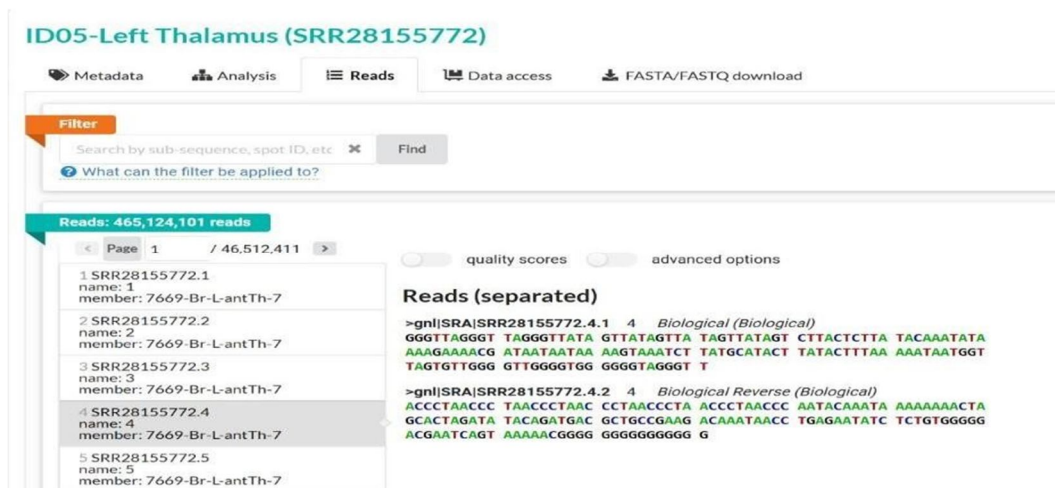 ID05-Left Thalamus (SRR28155772)
Metadata Analysis Reads Data access FASTA/FASTQ download
Filter
Search by sub-sequence, spot ID, etc Find
What can the filter be applied to?
Reads: 465,124,101 reads
< Page 1 / 46,512,411 >
1 SRR28155772.1
name: 1
member: 7669-Br-L-antTh-7
2 SRR28155772.2
name: 2
member: 7669-Br-L-antTh-7
3 SRR28155772.3
name: 3
member: 7669-Br-L-antTh-7
4 SRR28155772.4
name: 4
member: 7669-Br-L-antTh-7
5 SRR28155772.5
name: 5
member: 7669-Br-L-antTh-7
quality scores advanced options
Reads (separated)
>gnl|SRA|SRR28155772.4.1 4 Biological (Biological)
GGGTTAGGGT TAGGGTTATA GTTATAGTTA TAGTTATAGT CTTACTCTTA TACAAATATA
AAAGAAAACG ATAATAATAA AAGTAAATCT TATGCATACT TATACTTTAA AAATAATGGT
TAGTGTTGGG GTTGGGGTGG GGGGTAGGGT T
>gnl|SRA|SRR28155772.4.2 4 Biological Reverse (Biological)
ACCCTAACCC TAACCCTAAC CCTAACCCTA ACCCTAACCC AATACAAATA AAAAAAACTA
GCACTAGATA TACAGATGAC GCTGCCGAAG ACAAATAACC TGAGAATATC TCTGTGGGGG
ACGAATCAGT AAAAACGGGG GGGGGGGGGG G